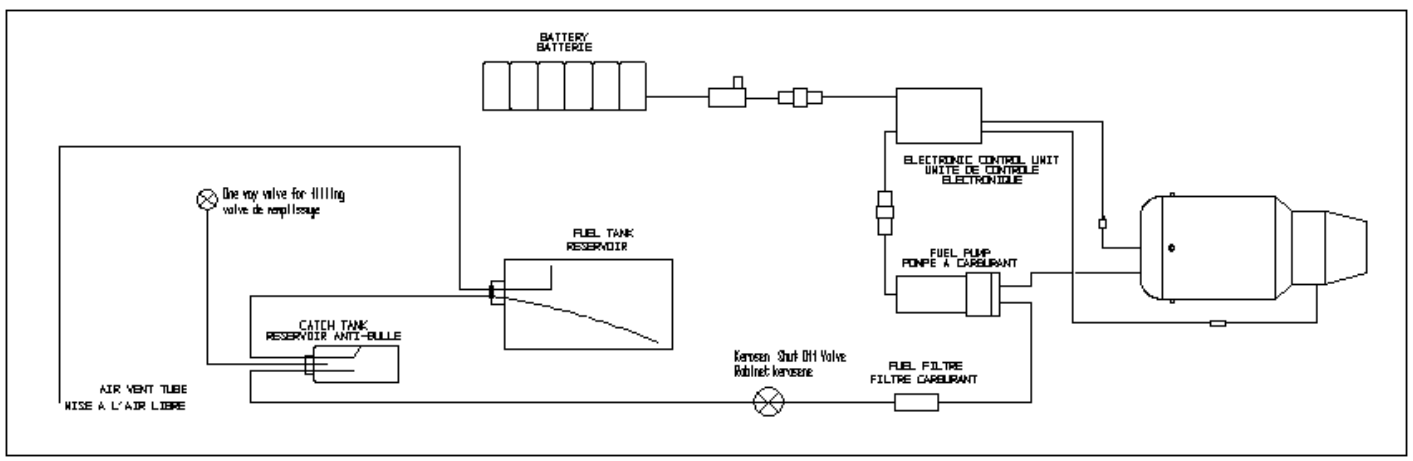 BATTERY
BATTERIE
ELECTRONIC CONTROL UNIT
UNITE DE CONTROLE
ELECTRONIQUE
One way valve for filling
valve de remplissage
FUEL TANK
RESERVOIR
FUEL PUMP
POMPE A CARBURANT
CATCH TANK
RESERVOIR ANTI-BULLE
Kerosen Shut Off Valve
Robinet kerosene
FUEL FILTRE
FILTRE CARBURANT
AIR VENT TUBE
MISE A L'AIR LIBRE